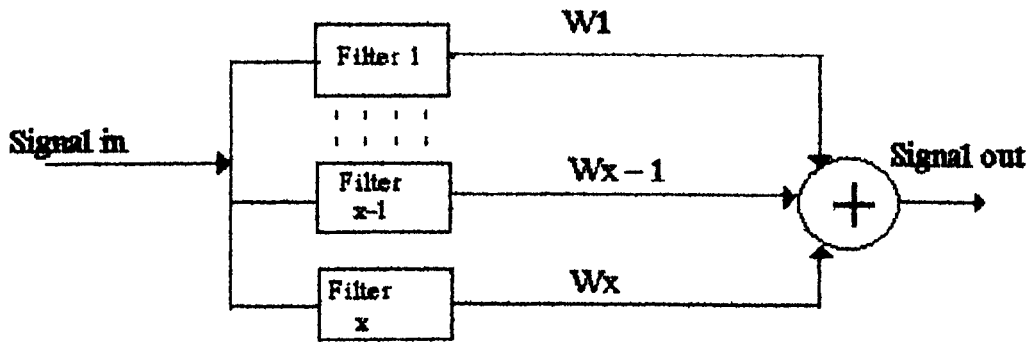 W1
Filter 1
Signal in
Filter
x-1
Wx – 1
Signal out
+
Filter
x
Wx